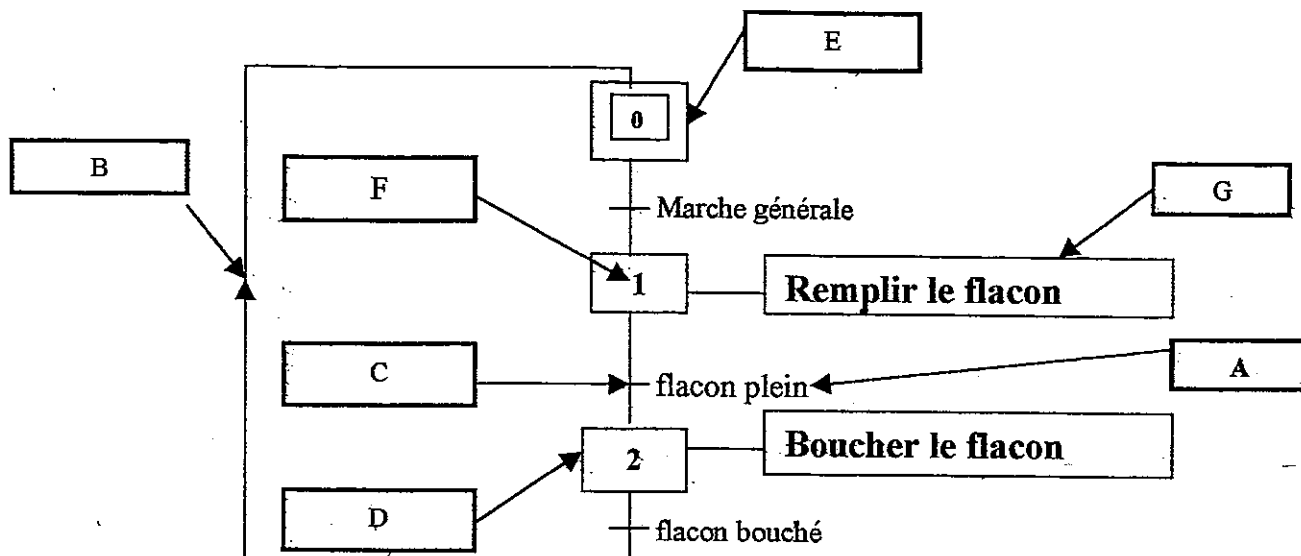 E
0
B
F
Marche générale
G
1
Remplir le flacon
C
flacon plein
A
2
Boucher le flacon
D
flacon bouché